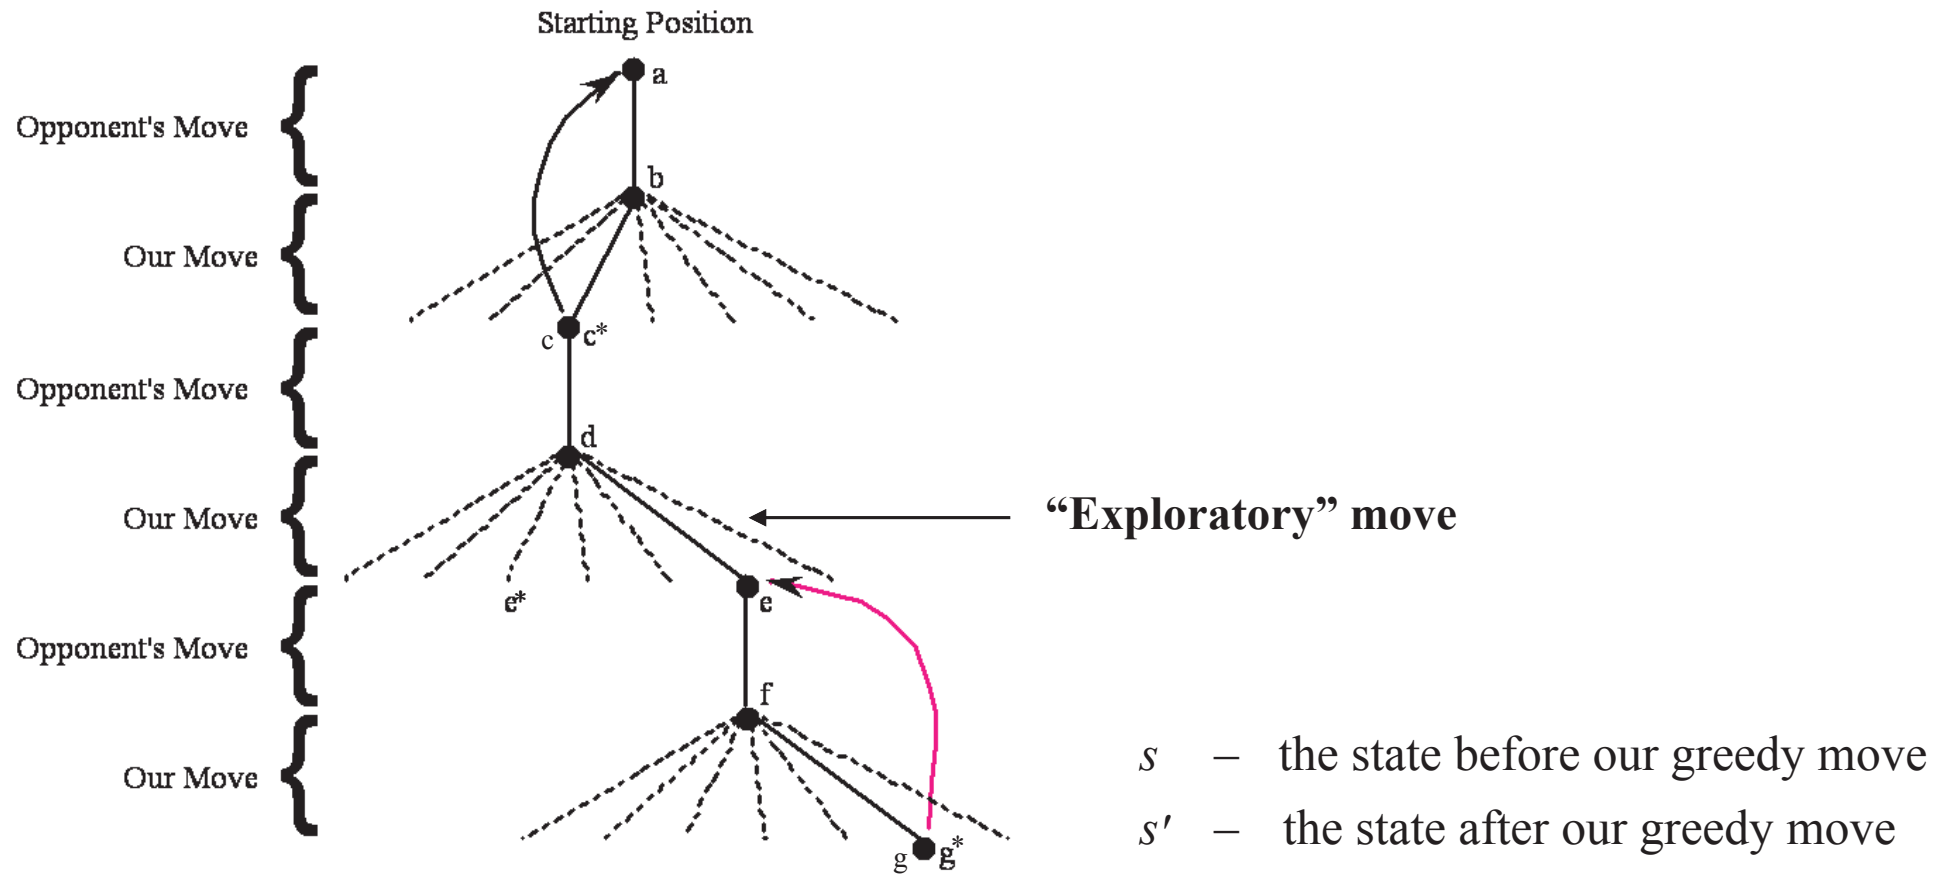 Starting Position
a
Opponent's Move
b
Our Move
c c*
Opponent's Move
d
Our Move
“Exploratory” move
e*
e
Opponent's Move
f
s – the state before our greedy move
Our Move
s' – the state after our greedy move
g g*